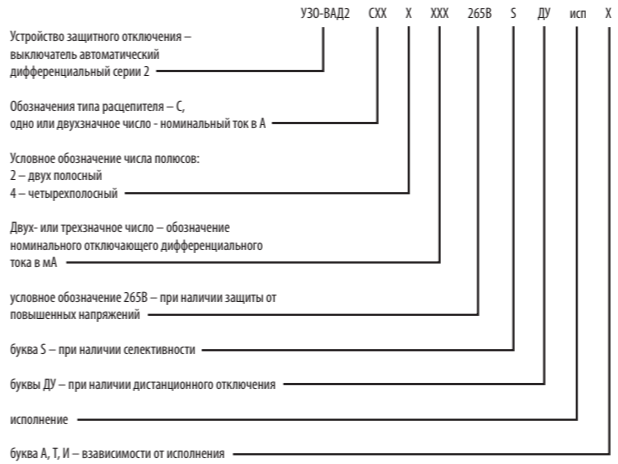 УЗО-ВАД2 СХХ Х ХХХ 265В S ДУ исп Х
Устройство защитного отключения –
выключатель автоматический
дифференциальный серии 2
Обозначения типа расцепителя – С,
одно или двухзначное число - номинальный ток в А
Условное обозначение числа полюсов:
2 – двух полосный
4 – четырехполосный
Двух- или трехзначное число – обозначение
номинального отключающего дифференциального
тока в мА
условное обозначение 265В – при наличии защиты от
повышенных напряжений
буква S – при наличии селективности
буквы ДУ – при наличии дистанционного отключения
исполнение
буква А, Т, И – взависимости от исполнения